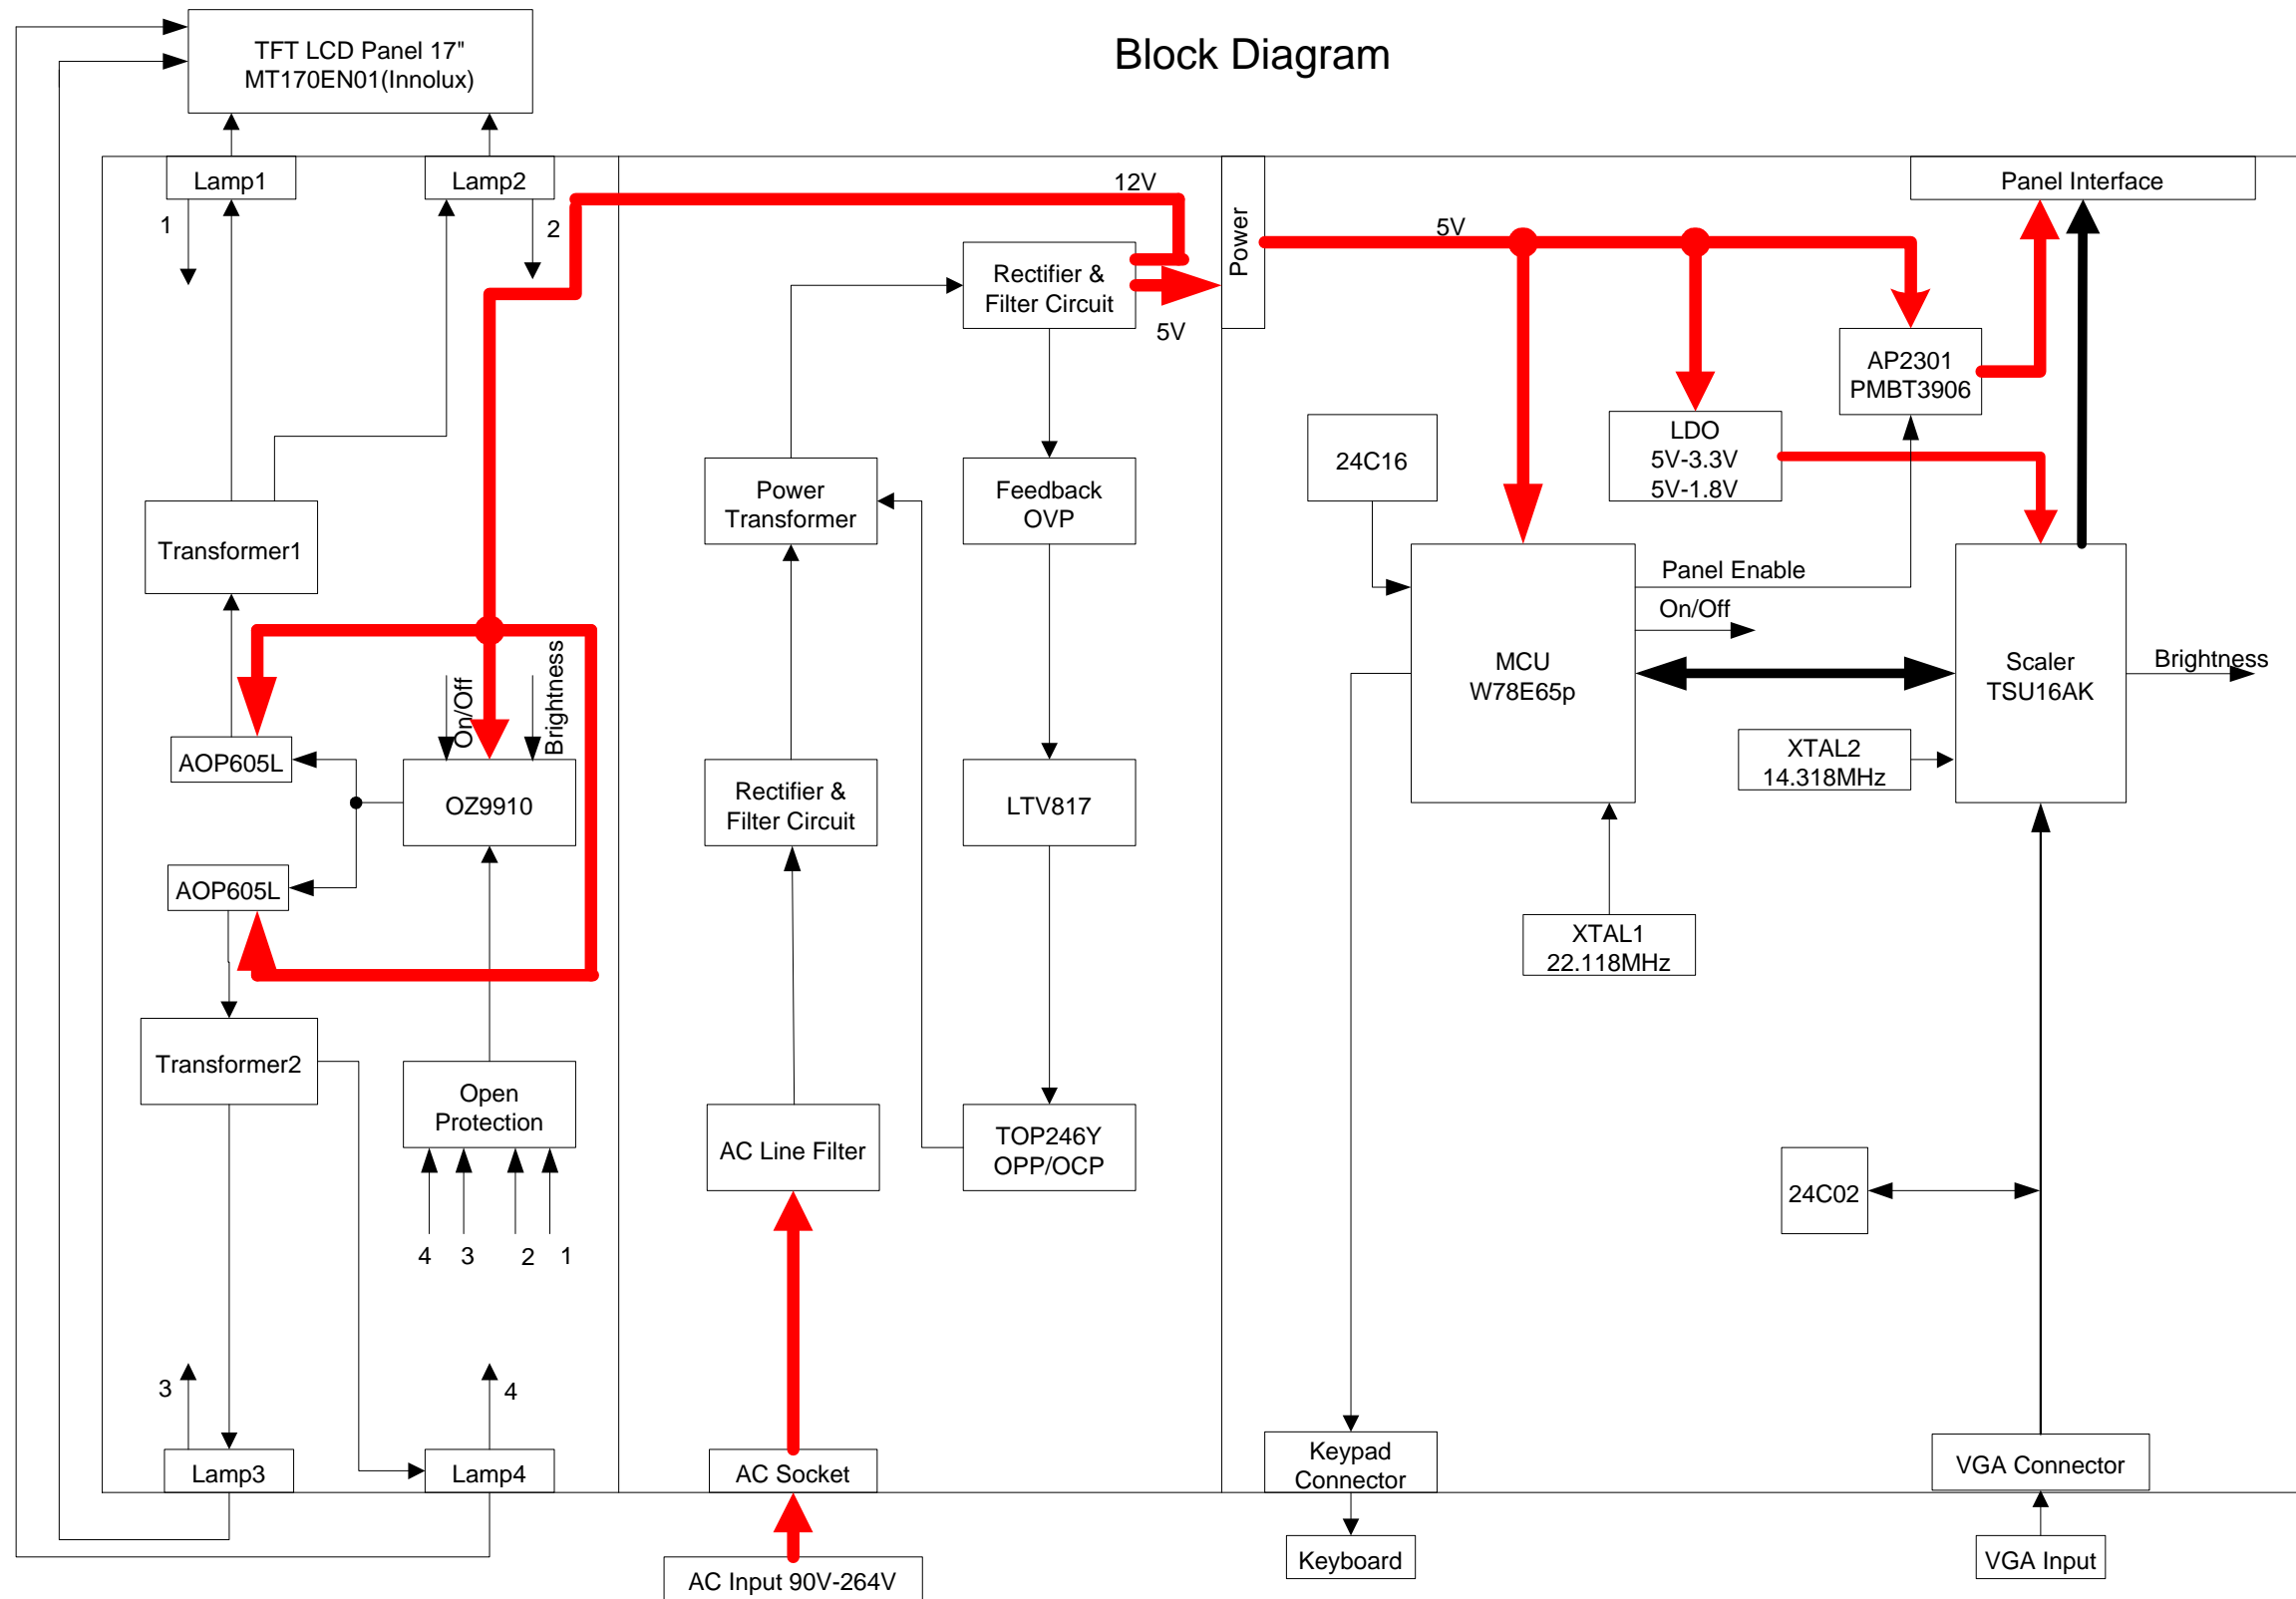 Block Diagram
TFT LCD Panel 17"
MT170EN01(Innolux)
Lamp1
Lamp2
12V
Panel Interface
1
2
Power
5V
Rectifier &
Filter Circuit
5V
AP2301
PMBT3906
24C16
LDO
5V-3.3V
5V-1.8V
Power
Transformer
Feedback
OVP
Transformer1
Panel Enable
On/Off
MCU
W78E65p
Scaler
TSU16AK
Brightness
On/Off
Brightness
AOP605L
OZ9910
Rectifier &
Filter Circuit
LTV817
XTAL2
14.318MHz
AOP605L
XTAL1
22.118MHz
Transformer2
Open
Protection
AC Line Filter
TOP246Y
OPP/OCP
24C02
4
3
2
1
3
4
Lamp3
Lamp4
AC Socket
Keypad
Connector
VGA Connector
AC Input 90V-264V
Keyboard
VGA Input